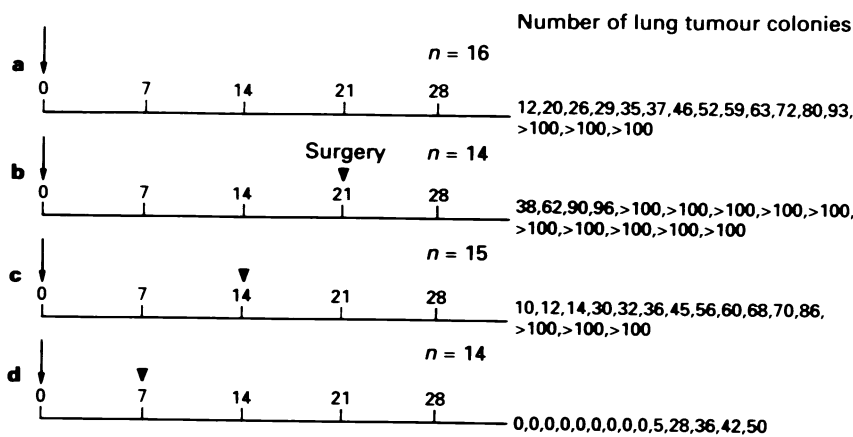 Number of lung tumour colonies
a
n = 16
0 7 14 21 28
12,20,26,29,35,37,46,52,59,63,72,80,93,
>100,>100,>100
b
Surgery
n = 14
0 7 14 21 28
38,62,90,96,>100,>100,>100,>100,>100,
>100,>100,>100,>100,>100
c
n = 15
0 7 14 21 28
10,12,14,30,32,36,45,56,60,68,70,86,
>100,>100,>100
d
n = 14
0 7 14 21 28
0,0,0,0,0,0,0,0,0,5,28,36,42,50